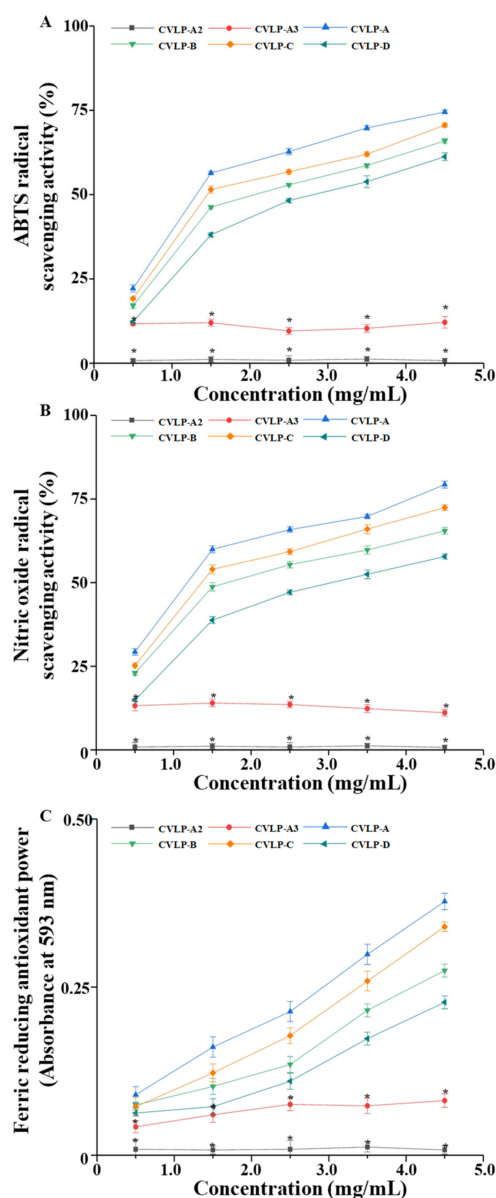 A
CVLP-A2 CVLP-A3 CVLP-A
CVLP-B CVLP-C CVLP-D
ABTS radical
scavenging activity (%)
100
75
50
25
0
* * * * *
* * * * *
0 1.0 2.0 3.0 4.0 5.0
Concentration (mg/mL)
B
CVLP-A2 CVLP-A3 CVLP-A
CVLP-B CVLP-C CVLP-D
Nitric oxide radical
scavenging activity (%)
100
75
50
25
0
* * * * *
* * * * *
0 1.0 2.0 3.0 4.0 5.0
Concentration (mg/mL)
C
CVLP-A2 CVLP-A3 CVLP-A
CVLP-B CVLP-C CVLP-D
Ferric reducing antioxidant power
(Absorbance at 593 nm)
0.50
0.25
0
* * * * *
* * * * *
0 1.0 2.0 3.0 4.0 5.0
Concentration (mg/mL)